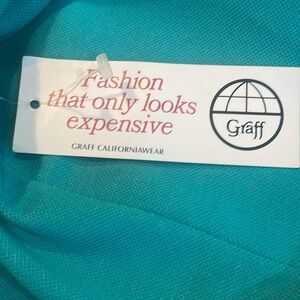 Fashion
that only looks
expensive
GRAFF CALIFORNIAWEAR
Graff